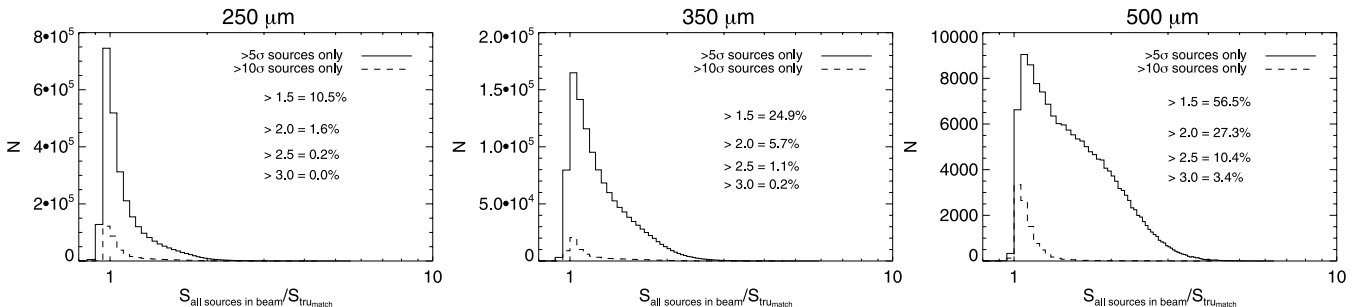 250 μm
8•10⁵
6•10⁵
4•10⁵
2•10⁵
0
N
>5σ sources only
>10σ sources only
> 1.5 = 10.5%
> 2.0 = 1.6%
> 2.5 = 0.2%
> 3.0 = 0.0%
1
10
S_all sources in beam/S_tru_match
350 μm
2.0•10⁵
1.5•10⁵
1.0•10⁵
5.0•10⁴
0
N
>5σ sources only
>10σ sources only
> 1.5 = 24.9%
> 2.0 = 5.7%
> 2.5 = 1.1%
> 3.0 = 0.2%
1
10
S_all sources in beam/S_tru_match
500 μm
10000
8000
6000
4000
2000
0
N
>5σ sources only
>10σ sources only
> 1.5 = 56.5%
> 2.0 = 27.3%
> 2.5 = 10.4%
> 3.0 = 3.4%
1
10
S_all sources in beam/S_tru_match